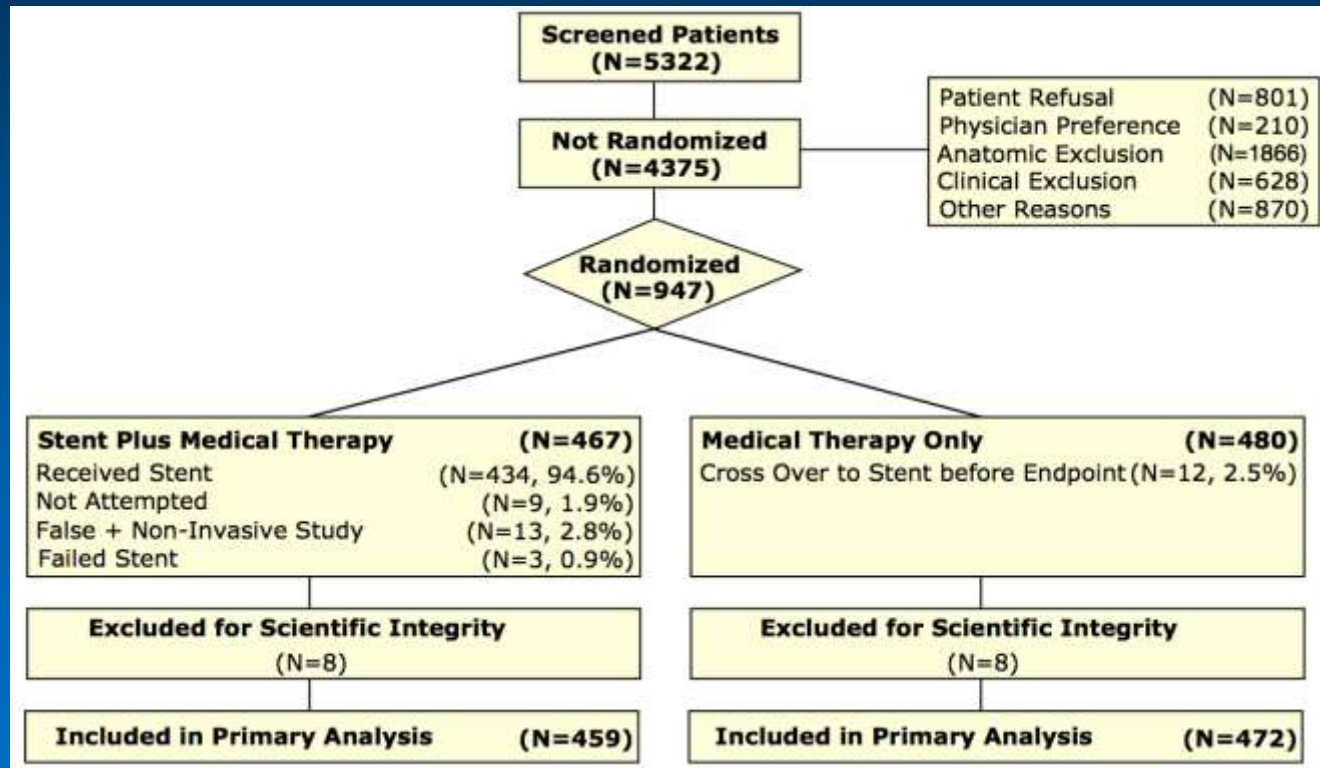 Screened Patients
(N=5322)
Not Randomized
(N=4375)
Patient Refusal (N=801)
Physician Preference (N=210)
Anatomic Exclusion (N=1866)
Clinical Exclusion (N=628)
Other Reasons (N=870)
Randomized
(N=947)
Stent Plus Medical Therapy (N=467)
Received Stent (N=434, 94.6%)
Not Attempted (N=9, 1.9%)
False + Non-Invasive Study (N=13, 2.8%)
Failed Stent (N=3, 0.9%)
Medical Therapy Only (N=480)
Cross Over to Stent before Endpoint (N=12, 2.5%)
Excluded for Scientific Integrity
(N=8)
Excluded for Scientific Integrity
(N=8)
Included in Primary Analysis (N=459)
Included in Primary Analysis (N=472)